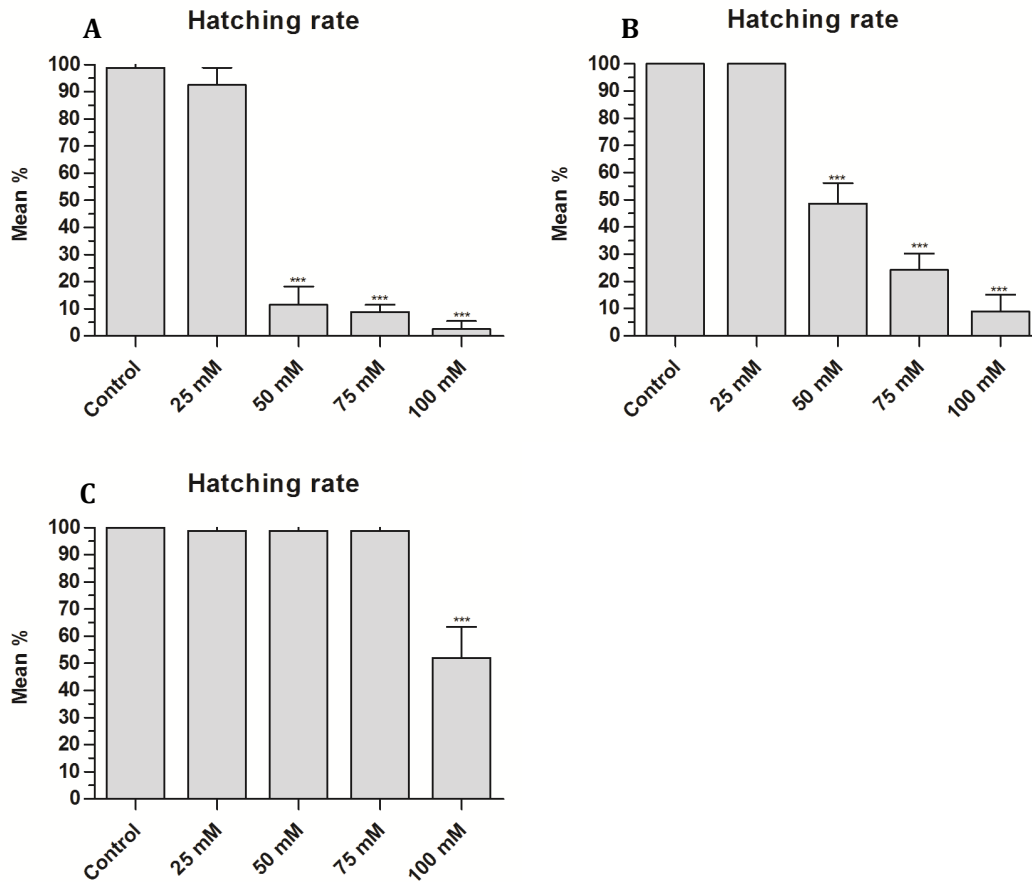 A
Hatching rate
Mean %
100
90
80
70
60
50
40
30
20
10
0
***
***
***
Control
25 mM
50 mM
75 mM
100 mM
B
Hatching rate
Mean %
100
90
80
70
60
50
40
30
20
10
0
***
***
***
Control
25 mM
50 mM
75 mM
100 mM
C
Hatching rate
Mean %
100
90
80
70
60
50
40
30
20
10
0
***
Control
25 mM
50 mM
75 mM
100 mM